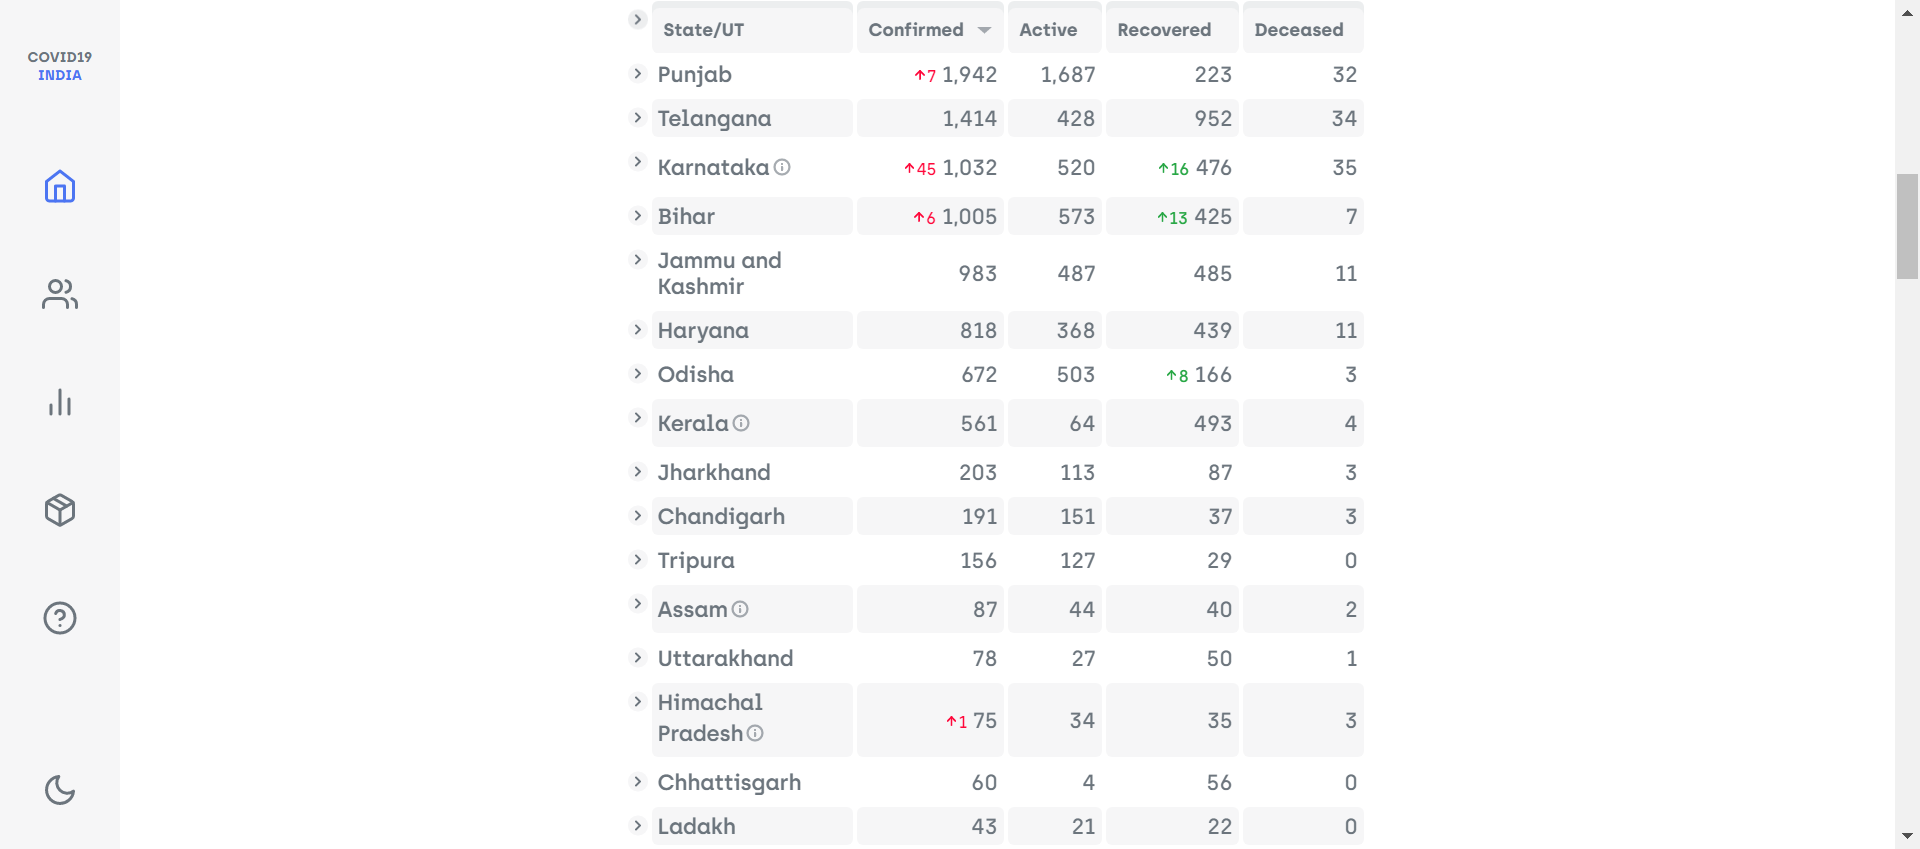 COVID19
INDIA
State/UT Confirmed Active Recovered Deceased
Punjab ↑7 1,942 1,687 223 32
Telangana 1,414 428 952 34
Karnataka ↑45 1,032 520 ↑16 476 35
Bihar ↑6 1,005 573 ↑13 425 7
Jammu and
Kashmir 983 487 485 11
Haryana 818 368 439 11
Odisha 672 503 ↑8 166 3
Kerala 561 64 493 4
Jharkhand 203 113 87 3
Chandigarh 191 151 37 3
Tripura 156 127 29 0
Assam 87 44 40 2
Uttarakhand 78 27 50 1
Himachal
Pradesh ↑1 75 34 35 3
Chhattisgarh 60 4 56 0
Ladakh 43 21 22 0